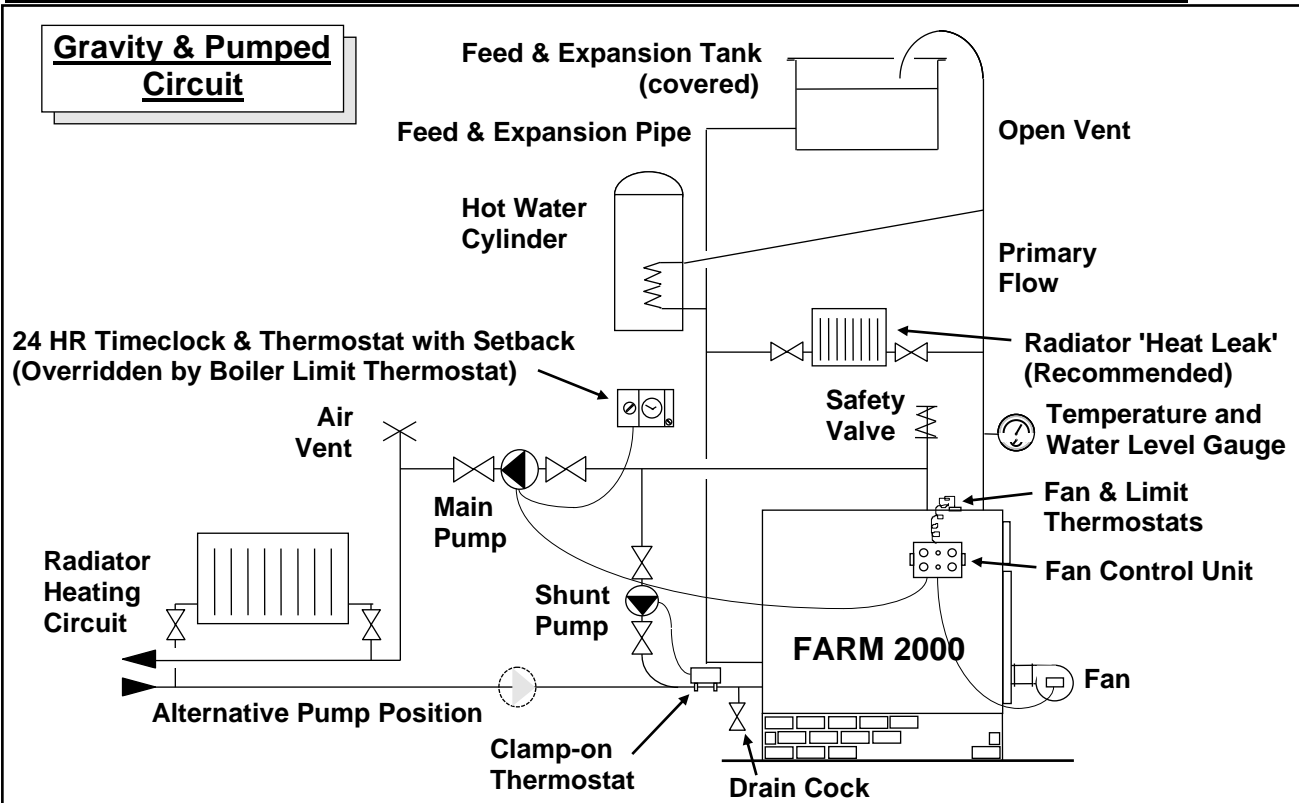 Gravity & Pumped
Circuit
Feed & Expansion Tank
(covered)
Feed & Expansion Pipe
Open Vent
Hot Water
Cylinder
Primary
Flow
24 HR Timeclock & Thermostat with Setback
(Overridden by Boiler Limit Thermostat)
Radiator 'Heat Leak'
(Recommended)
Air
Vent
Safety
Valve
Temperature and
Water Level Gauge
Main
Pump
Fan & Limit
Thermostats
Radiator
Heating
Circuit
Shunt
Pump
Fan Control Unit
FARM 2000
Fan
Alternative Pump Position
Clamp-on
Thermostat
Drain Cock